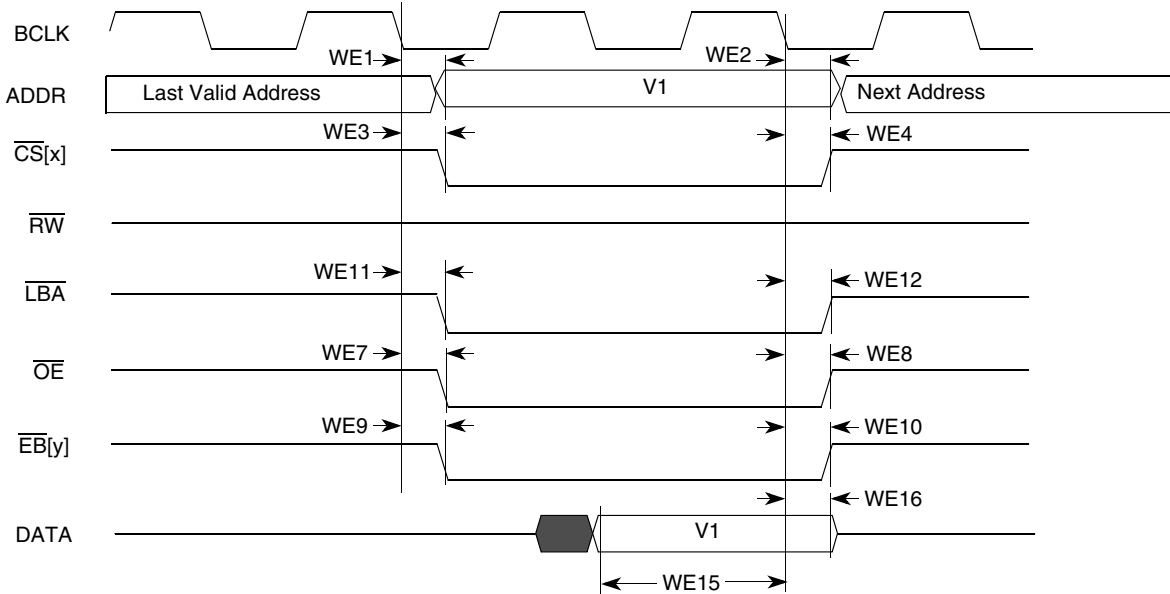 BCLK
WE1
WE2
ADDR
Last Valid Address
V1
Next Address
WE3
WE4
CS[x]
RW
WE11
WE12
LBA
WE7
WE8
OE
WE9
WE10
EB[y]
WE16
DATA
V1
WE15